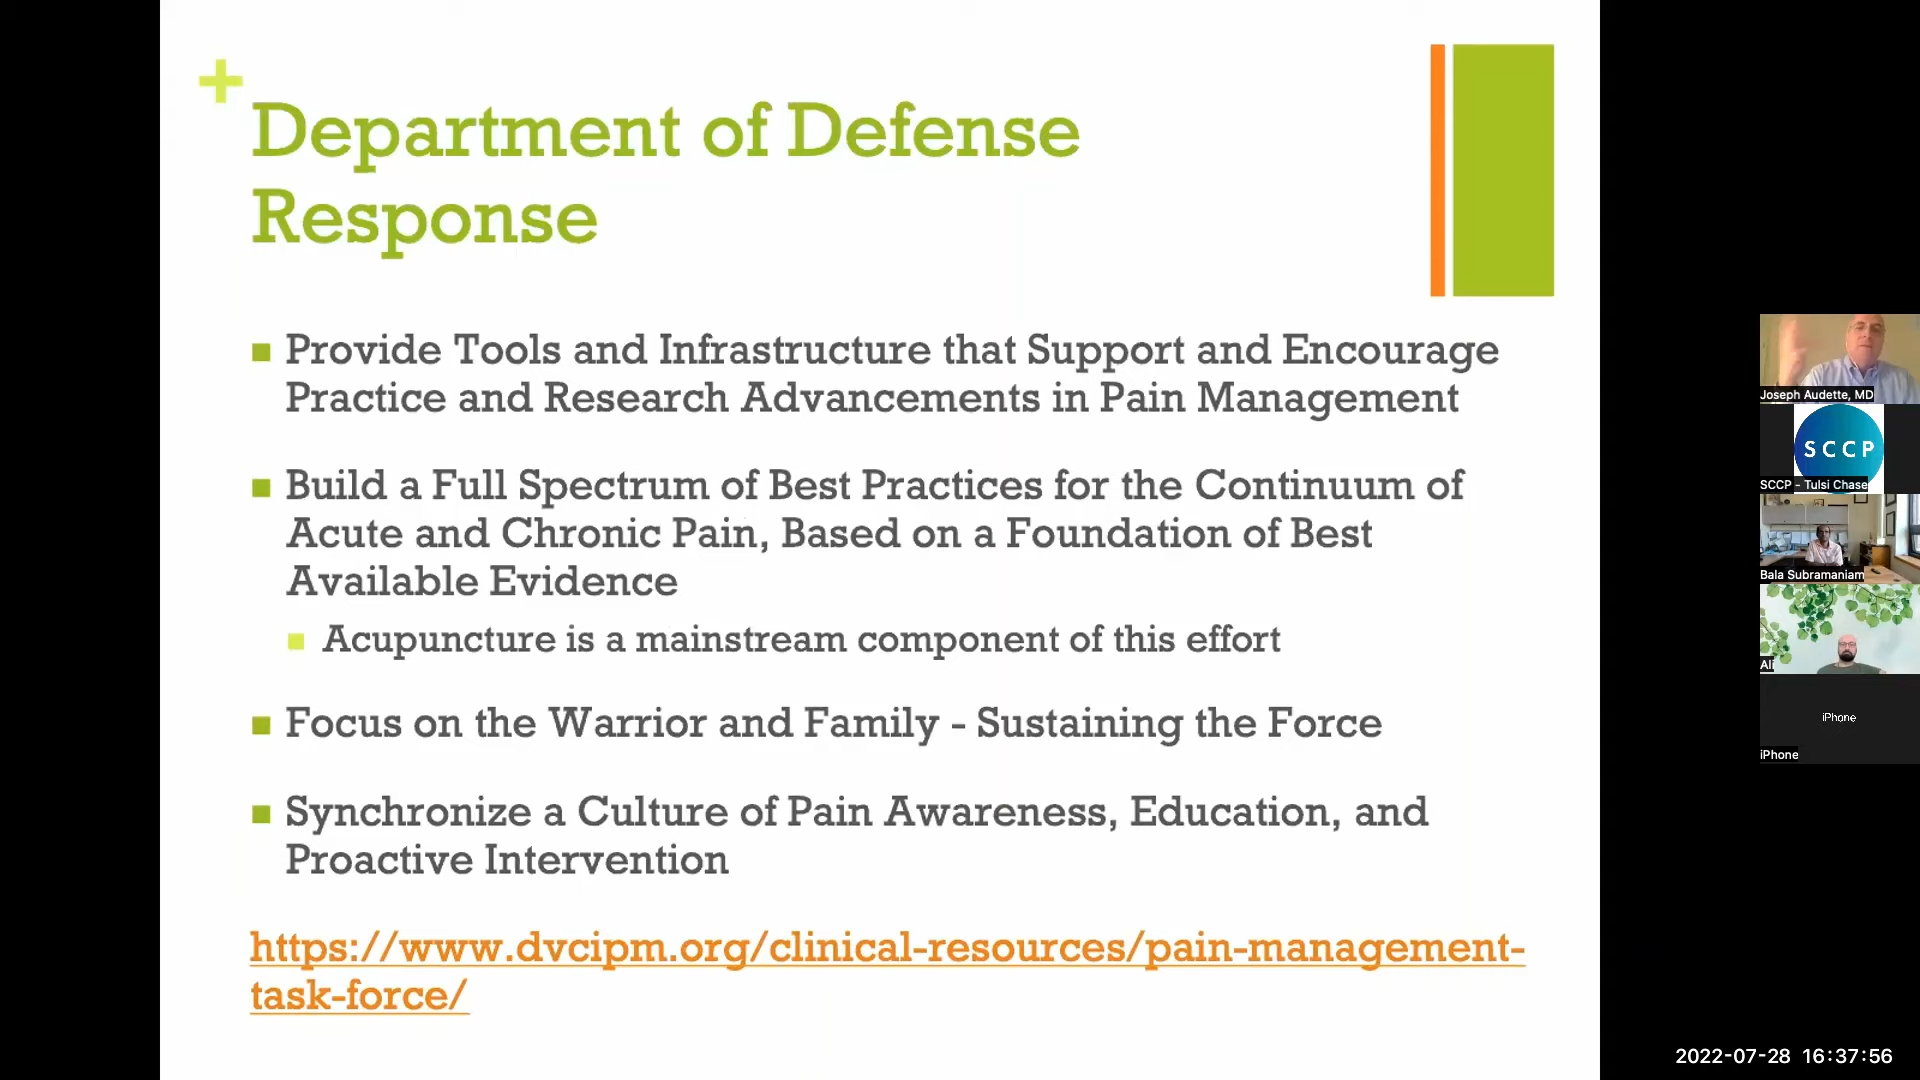 +
Department of Defense
Response
Provide Tools and Infrastructure that Support and Encourage
Practice and Research Advancements in Pain Management
Build a Full Spectrum of Best Practices for the Continuum of
Acute and Chronic Pain, Based on a Foundation of Best
Available Evidence
Acupuncture is a mainstream component of this effort
Focus on the Warrior and Family - Sustaining the Force
Synchronize a Culture of Pain Awareness, Education, and
Proactive Intervention
https://www.dvcipm.org/clinical-resources/pain-management-
task-force/
Joseph Audette, MD
SCCP
SCCP - Tulsi Chase
Bala Subramaniam
Ali
iPhone
iPhone
2022-07-28 16:37:56